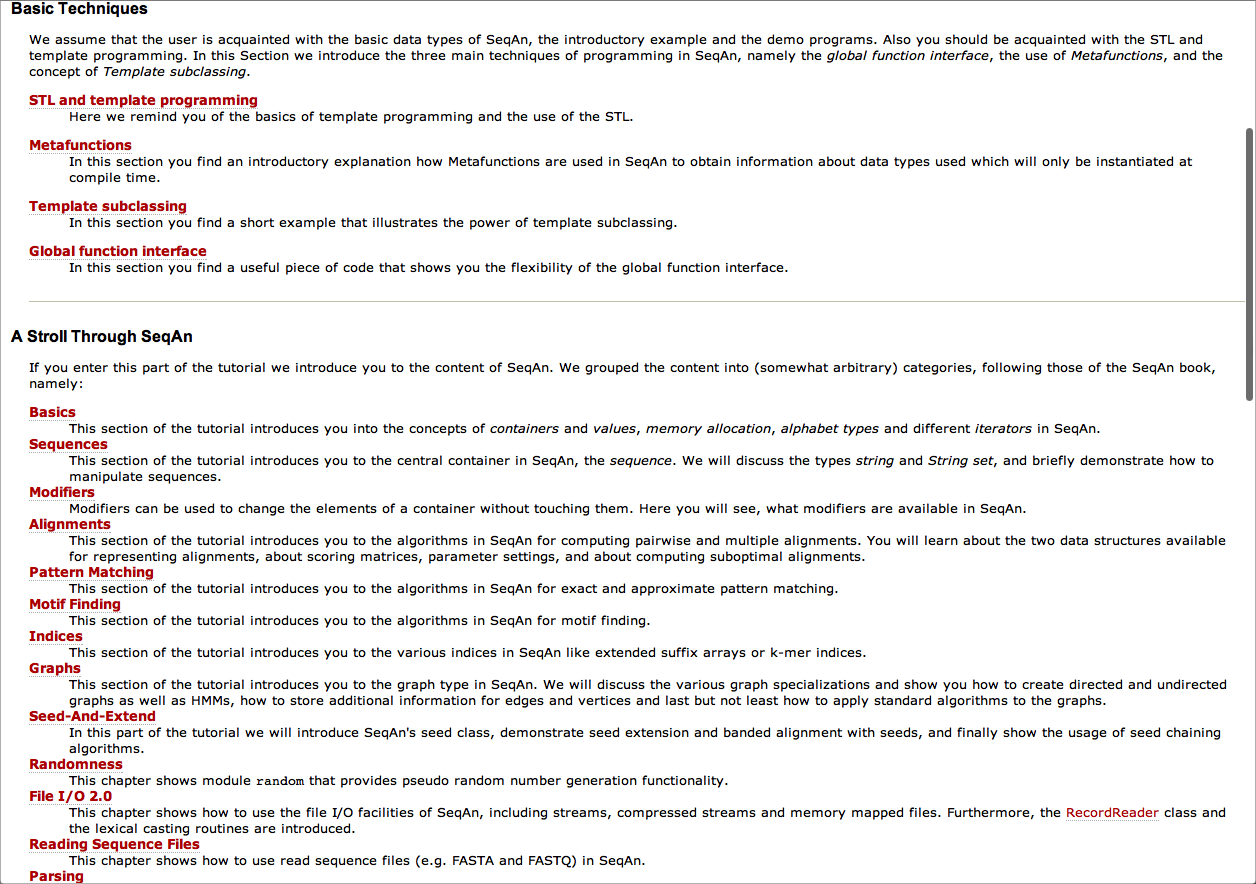 Basic Techniques
We assume that the user is acquainted with the basic data types of SeqAn, the introductory example and the demo programs. Also you should be acquainted with the STL and
template programming. In this Section we introduce the three main techniques of programming in SeqAn, namely the global function interface, the use of Metafunctions, and the
concept of Template subclassing.
STL and template programming
Here we remind you of the basics of template programming and the use of the STL.
Metafunctions
In this section you find an introductory explanation how Metafunctions are used in SeqAn to obtain information about data types used which will only be instantiated at
compile time.
Template subclassing
In this section you find a short example that illustrates the power of template subclassing.
Global function interface
In this section you find a useful piece of code that shows you the flexibility of the global function interface.
A Stroll Through SeqAn
If you enter this part of the tutorial we introduce you to the content of SeqAn. We grouped the content into (somewhat arbitrary) categories, following those of the SeqAn book,
namely:
Basics
This section of the tutorial introduces you into the concepts of containers and values, memory allocation, alphabet types and different iterators in SeqAn.
Sequences
This section of the tutorial introduces you to the central container in SeqAn, the sequence. We will discuss the types string and String set, and briefly demonstrate how to
manipulate sequences.
Modifiers
Modifiers can be used to change the elements of a container without touching them. Here you will see, what modifiers are available in SeqAn.
Alignments
This section of the tutorial introduces you to the algorithms in SeqAn for computing pairwise and multiple alignments. You will learn about the two data structures available
for representing alignments, about scoring matrices, parameter settings, and about computing suboptimal alignments.
Pattern Matching
This section of the tutorial introduces you to the algorithms in SeqAn for exact and approximate pattern matching.
Motif Finding
This section of the tutorial introduces you to the algorithms in SeqAn for motif finding.
Indices
This section of the tutorial introduces you to the various indices in SeqAn like extended suffix arrays or k-mer indices.
Graphs
This section of the tutorial introduces you to the graph type in SeqAn. We will discuss the various graph specializations and show you how to create directed and undirected
graphs as well as HMMs, how to store additional information for edges and vertices and last but not least how to apply standard algorithms to the graphs.
Seed-And-Extend
In this part of the tutorial we will introduce SeqAn's seed class, demonstrate seed extension and banded alignment with seeds, and finally show the usage of seed chaining
algorithms.
Randomness
This chapter shows module random that provides pseudo random number generation functionality.
File I/O 2.0
This chapter shows how to use the file I/O facilities of SeqAn, including streams, compressed streams and memory mapped files. Furthermore, the RecordReader class and
the lexical casting routines are introduced.
Reading Sequence Files
This chapter shows how to use read sequence files (e.g. FASTA and FASTQ) in SeqAn.
Parsing